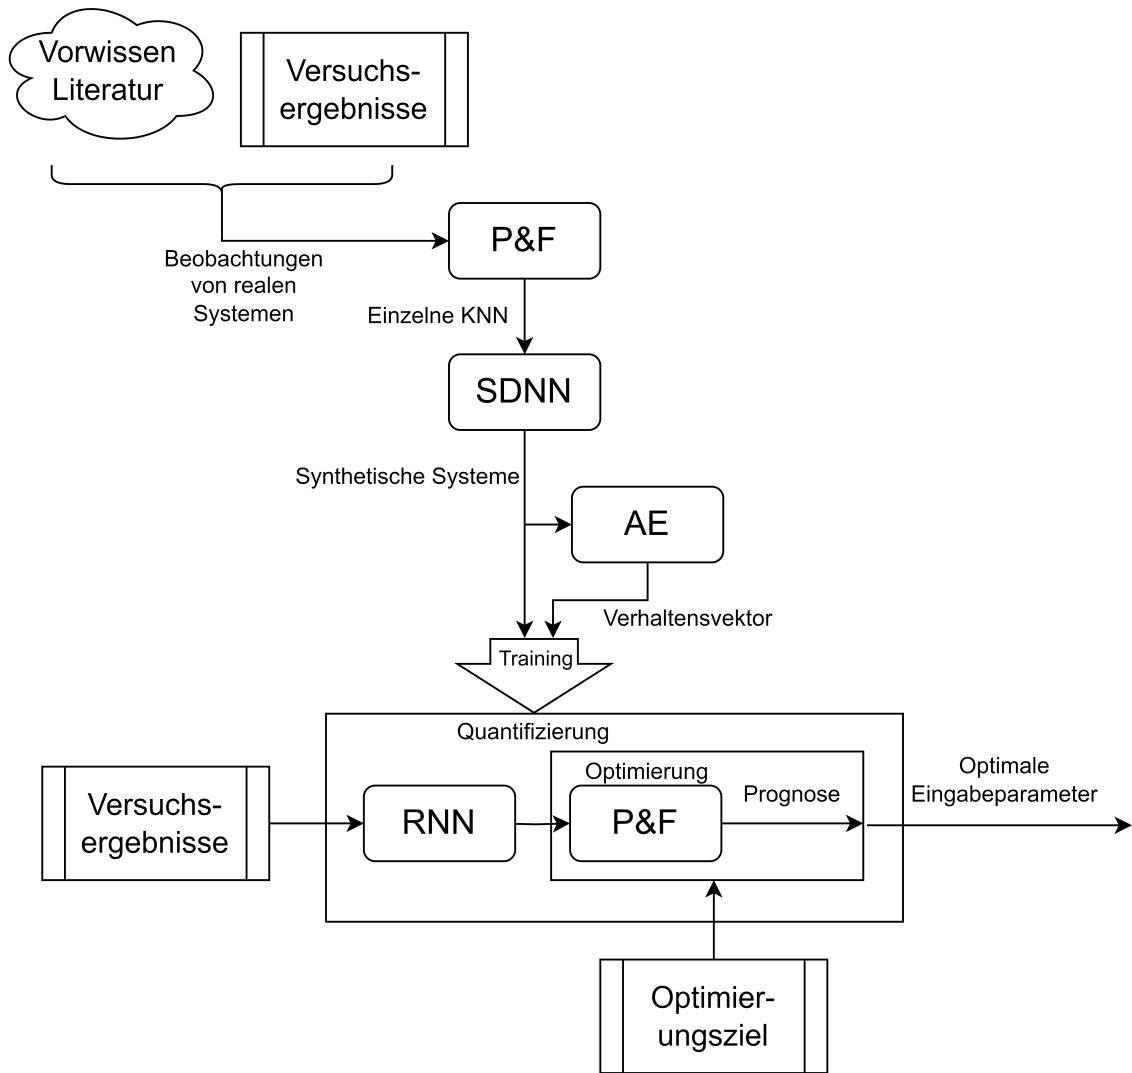 Vorwissen
Literatur
Versuchs-
ergebnisse
P&F
Beobachtungen
von realen
Systemen
Einzelne KNN
SDNN
Synthetische Systeme
AE
Verhaltensvektor
Training
Quantifizierung
Versuchs-
ergebnisse
RNN
Optimierung
P&F
Prognose
Optimale
Eingabeparameter
Optimier-
ungsziel